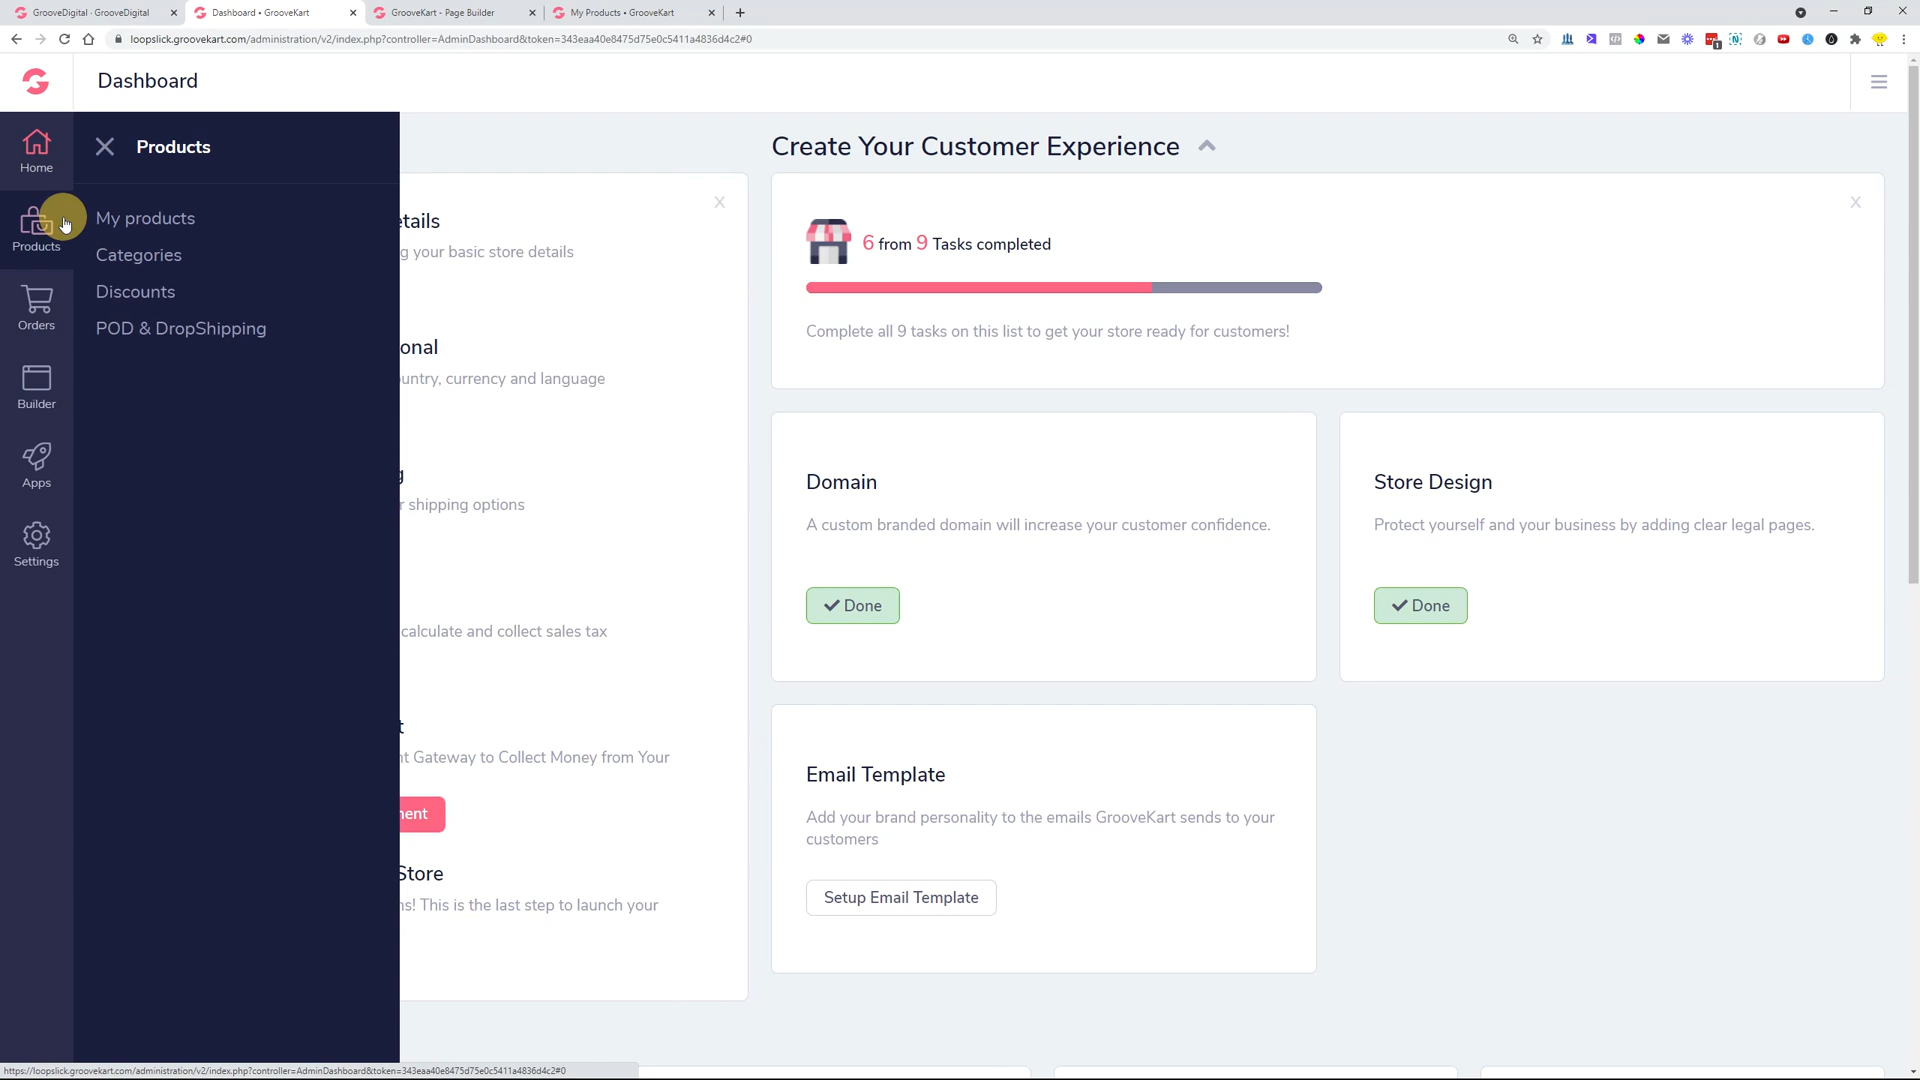 GrooveDigital - GrooveDigital
Dashboard • GrooveKart
GrooveKart - Page Builder
My Products • GrooveKart
loopslick.groovekart.com/administration/v2/index.php?controller=AdminDashboard&token=343eaa40e8475d75e0c5411a4836d4c2#0
Dashboard
Home
Products
Orders
Builder
Apps
Settings
Products
My products
Categories
Discounts
POD & DropShipping
etails
g your basic store details
onal
untry, currency and language
g
r shipping options
calculate and collect sales tax
t
nt Gateway to Collect Money from Your
nent
Store
ns! This is the last step to launch your
Create Your Customer Experience
X
X
6 from 9 Tasks completed
Complete all 9 tasks on this list to get your store ready for customers!
Domain
A custom branded domain will increase your customer confidence.
Done
Store Design
Protect yourself and your business by adding clear legal pages.
Done
Email Template
Add your brand personality to the emails GrooveKart sends to your
customers
Setup Email Template
https://loopslick.groovekart.com/administration/v2/index.php?controller=AdminDashboard&token=343eaa40e8475d75e0c5411a4836d4c2#0